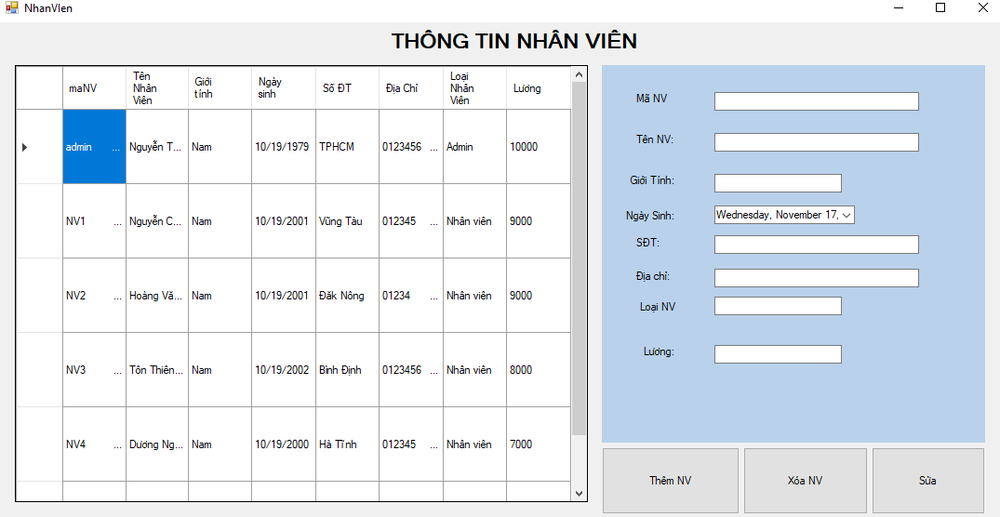 NhanVIen
THÔNG TIN NHÂN VIÊN
maNV Tên Nhân Viên Giới tính Ngày sinh Số ĐT Địa Chỉ Loại Nhân Viên Lương
admin ... Nguyễn T... Nam 10/19/1979 TPHCM 0123456 ... Admin 10000
NV1 ... Nguyễn C... Nam 10/19/2001 Vũng Tàu 012345 ... Nhân viên 9000
NV2 ... Hoàng Vă... Nam 10/19/2001 Đăk Nông 01234 ... Nhân viên 9000
NV3 ... Tôn Thiên... Nam 10/19/2002 Bình Định 0123456 ... Nhân viên 8000
NV4 ... Dương Ng... Nam 10/19/2000 Hà Tĩnh 012345 ... Nhân viên 7000
Mã NV
Tên NV:
Giới Tính:
Ngày Sinh: Wednesday, November 17,
SĐT:
Địa chỉ:
Loại NV
Lương:
Thêm NV Xóa NV Sửa